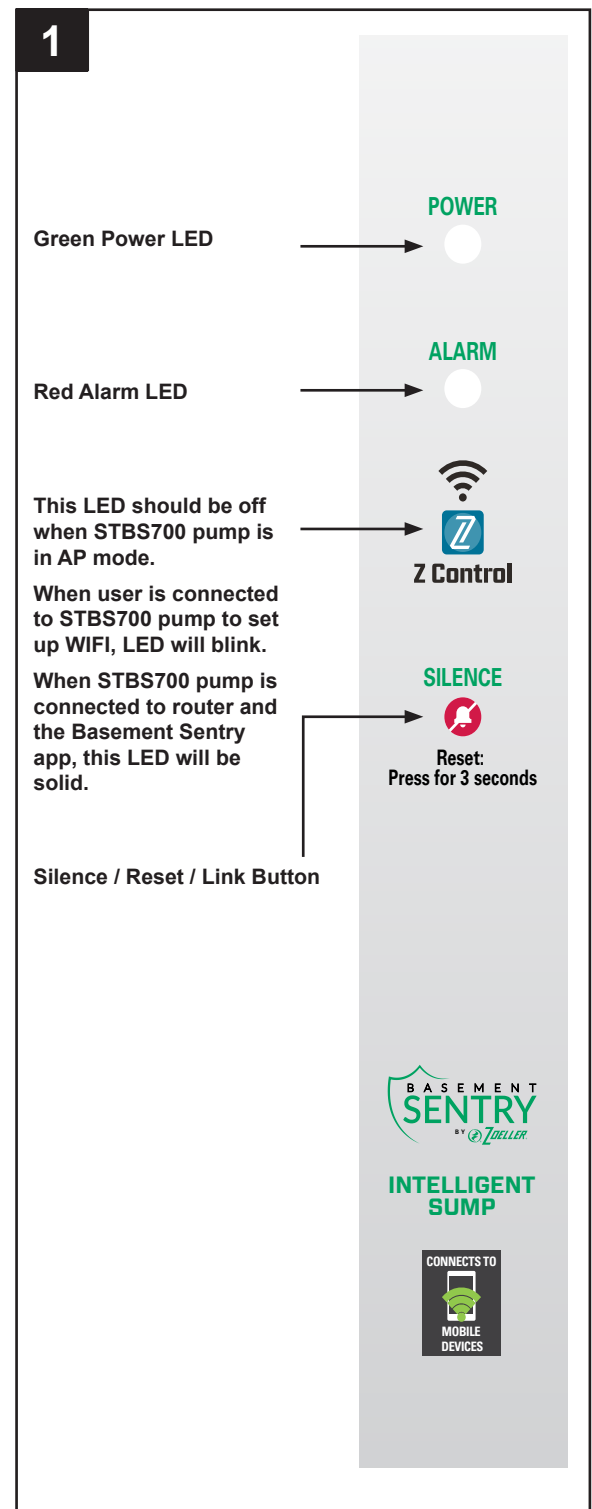 1
POWER
Green Power LED
ALARM
Red Alarm LED
This LED should be off
when STBS700 pump is
in AP mode.
When user is connected
to STBS700 pump to set
up WIFI, LED will blink.
When STBS700 pump is
connected to router and
the Basement Sentry
app, this LED will be
solid.
Z
Z Control
SILENCE
Reset:
Press for 3 seconds
Silence / Reset / Link Button
BASEMENT
SENTRY
BY Z ZOELLER
INTELLIGENT
SUMP
CONNECTS TO
MOBILE
DEVICES